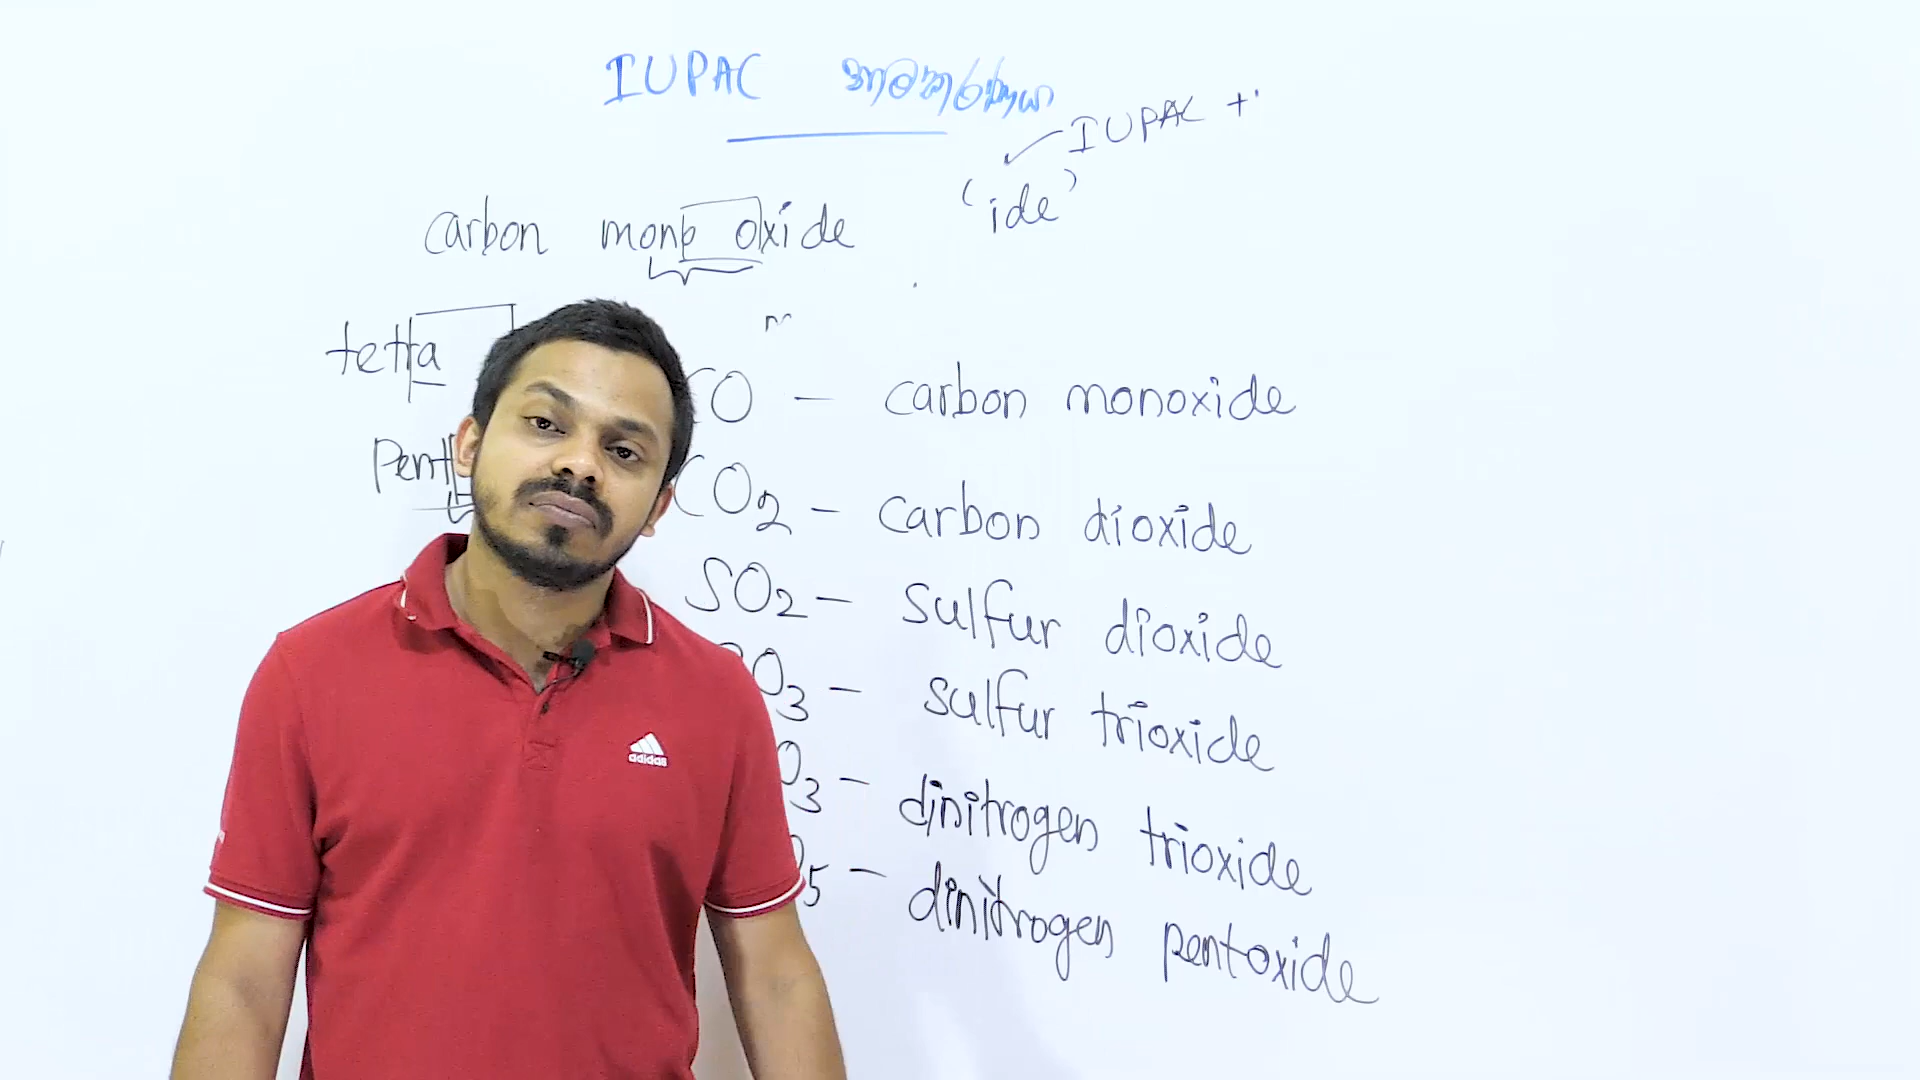 IUPAC නාමකරණය
IUPAC +
'ide'
carbon mono oxide
tetra
CO – carbon monoxide
pent
CO2 – carbon dioxide
SO2 – sulfur dioxide
O3 – sulfur trioxide
O3 – dinitrogen trioxide
5 – dinitrogen pentoxide
adidas